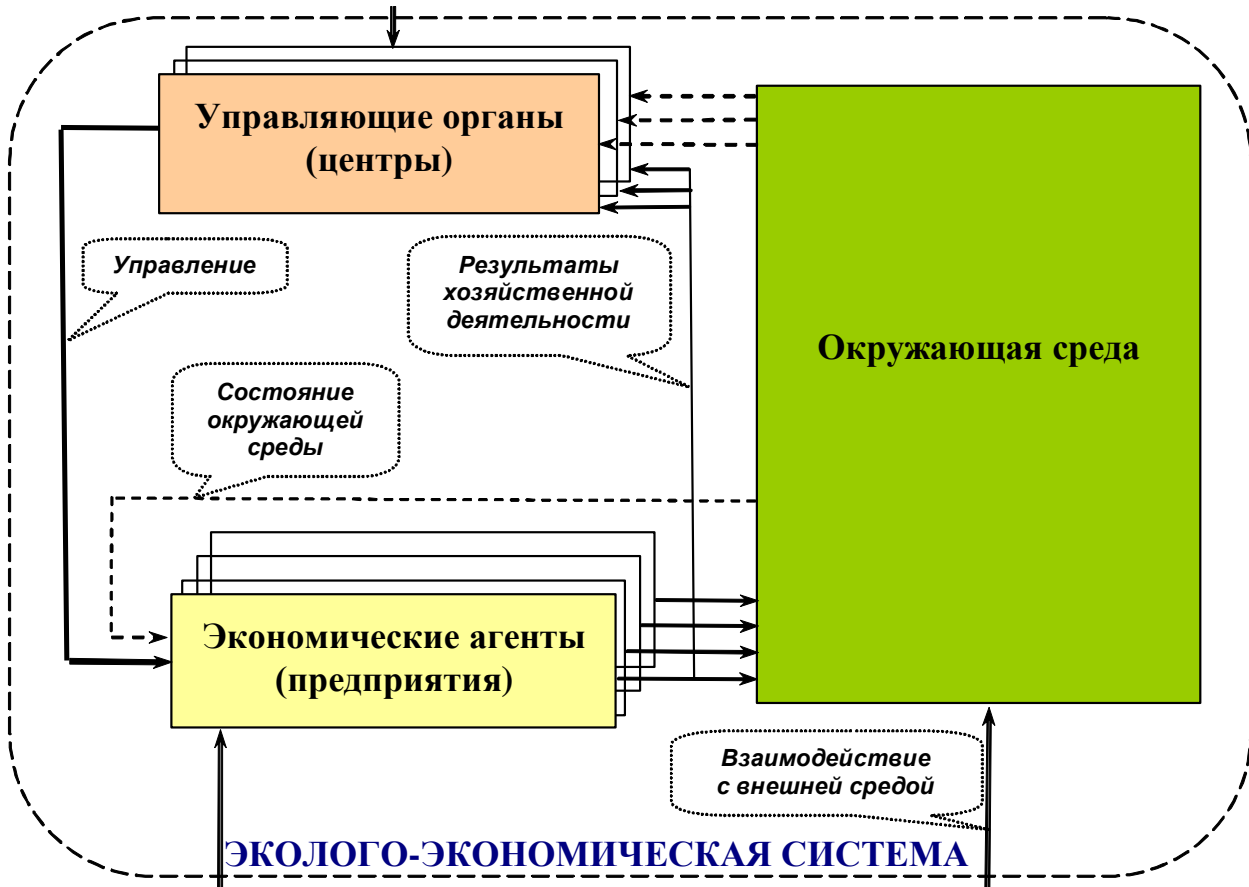 Управляющие органы
(центры)
Управление
Результаты
хозяйственной
деятельности
Окружающая среда
Состояние
окружающей
среды
Экономические агенты
(предприятия)
Взаимодействие
с внешней средой
ЭКОЛОГО-ЭКОНОМИЧЕСКАЯ СИСТЕМА